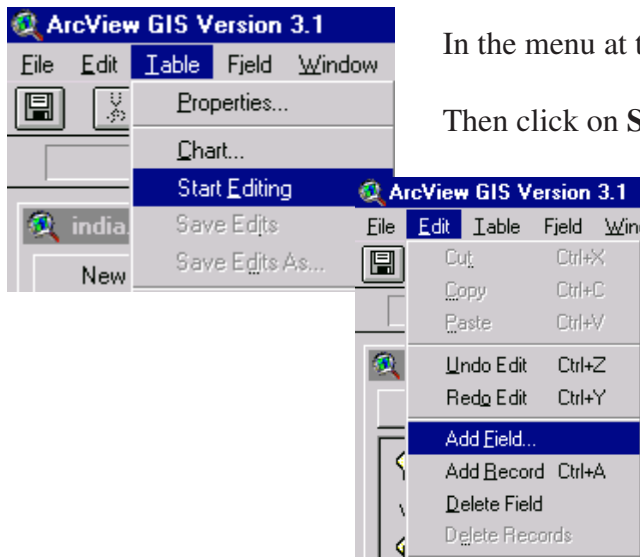 ArcView GIS Version 3.1
File Edit Table Field Window
Properties...
Chart...
Start Editing
Save Edits
Save Edits As...
india.
New
In the menu at t
Then click on S
ArcView GIS Version 3.1
File Edit Table Field Win
Cut Ctrl+X
Copy Ctrl+C
Paste Ctrl+V
Undo Edit Ctrl+Z
Redo Edit Ctrl+Y
Add Field...
Add Record Ctrl+A
Delete Field
Delete Records